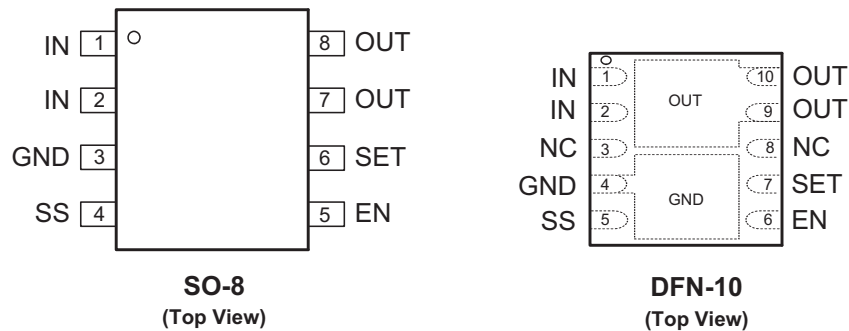 IN 1 8 OUT
IN 2 7 OUT
GND 3 6 SET
SS 4 5 EN
SO-8
(Top View)
IN 1 10 OUT
IN 2 OUT 9 OUT
NC 3 8 NC
GND 4 GND 7 SET
SS 5 6 EN
DFN-10
(Top View)